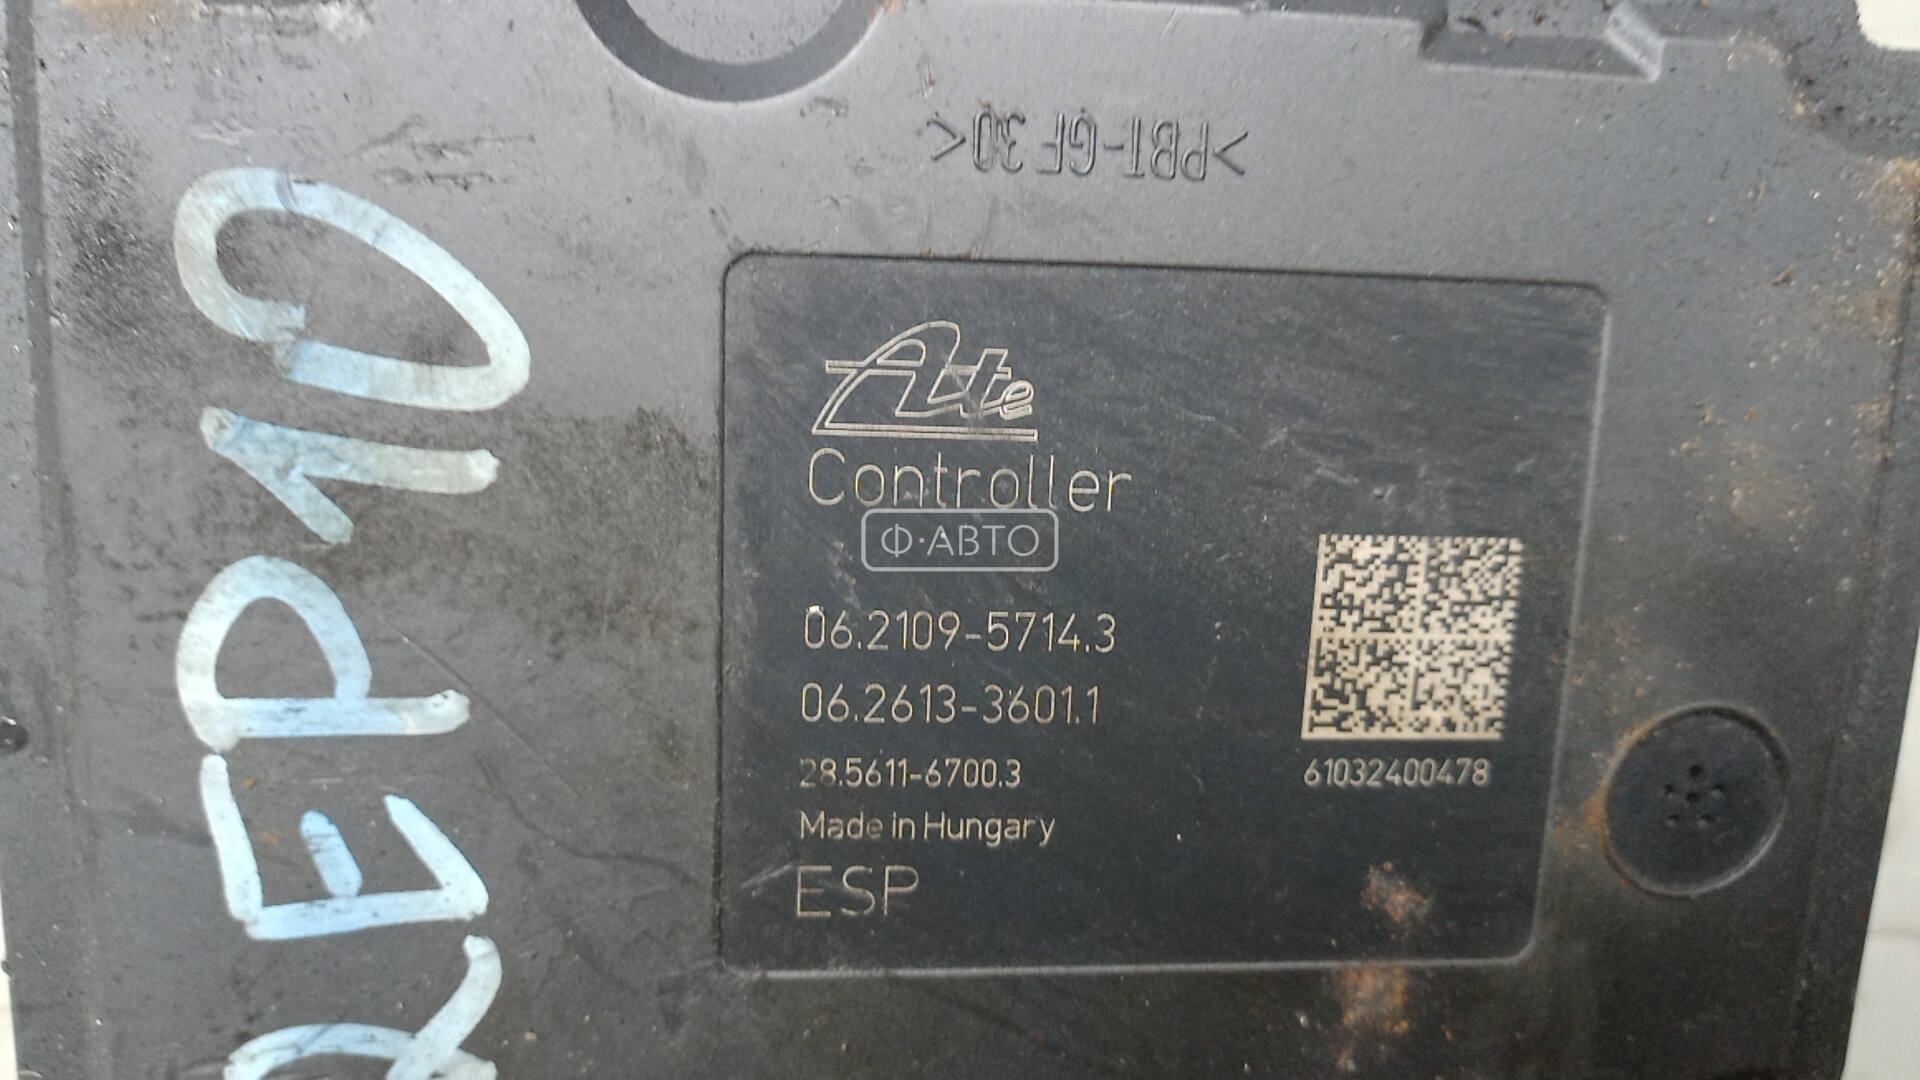 >PBT-GF30<
Ate
Controller
Ф·АВТО
06.2109-5714.3
06.2613-3601.1
28.5611-6700.3
61032400478
Made in Hungary
ESP